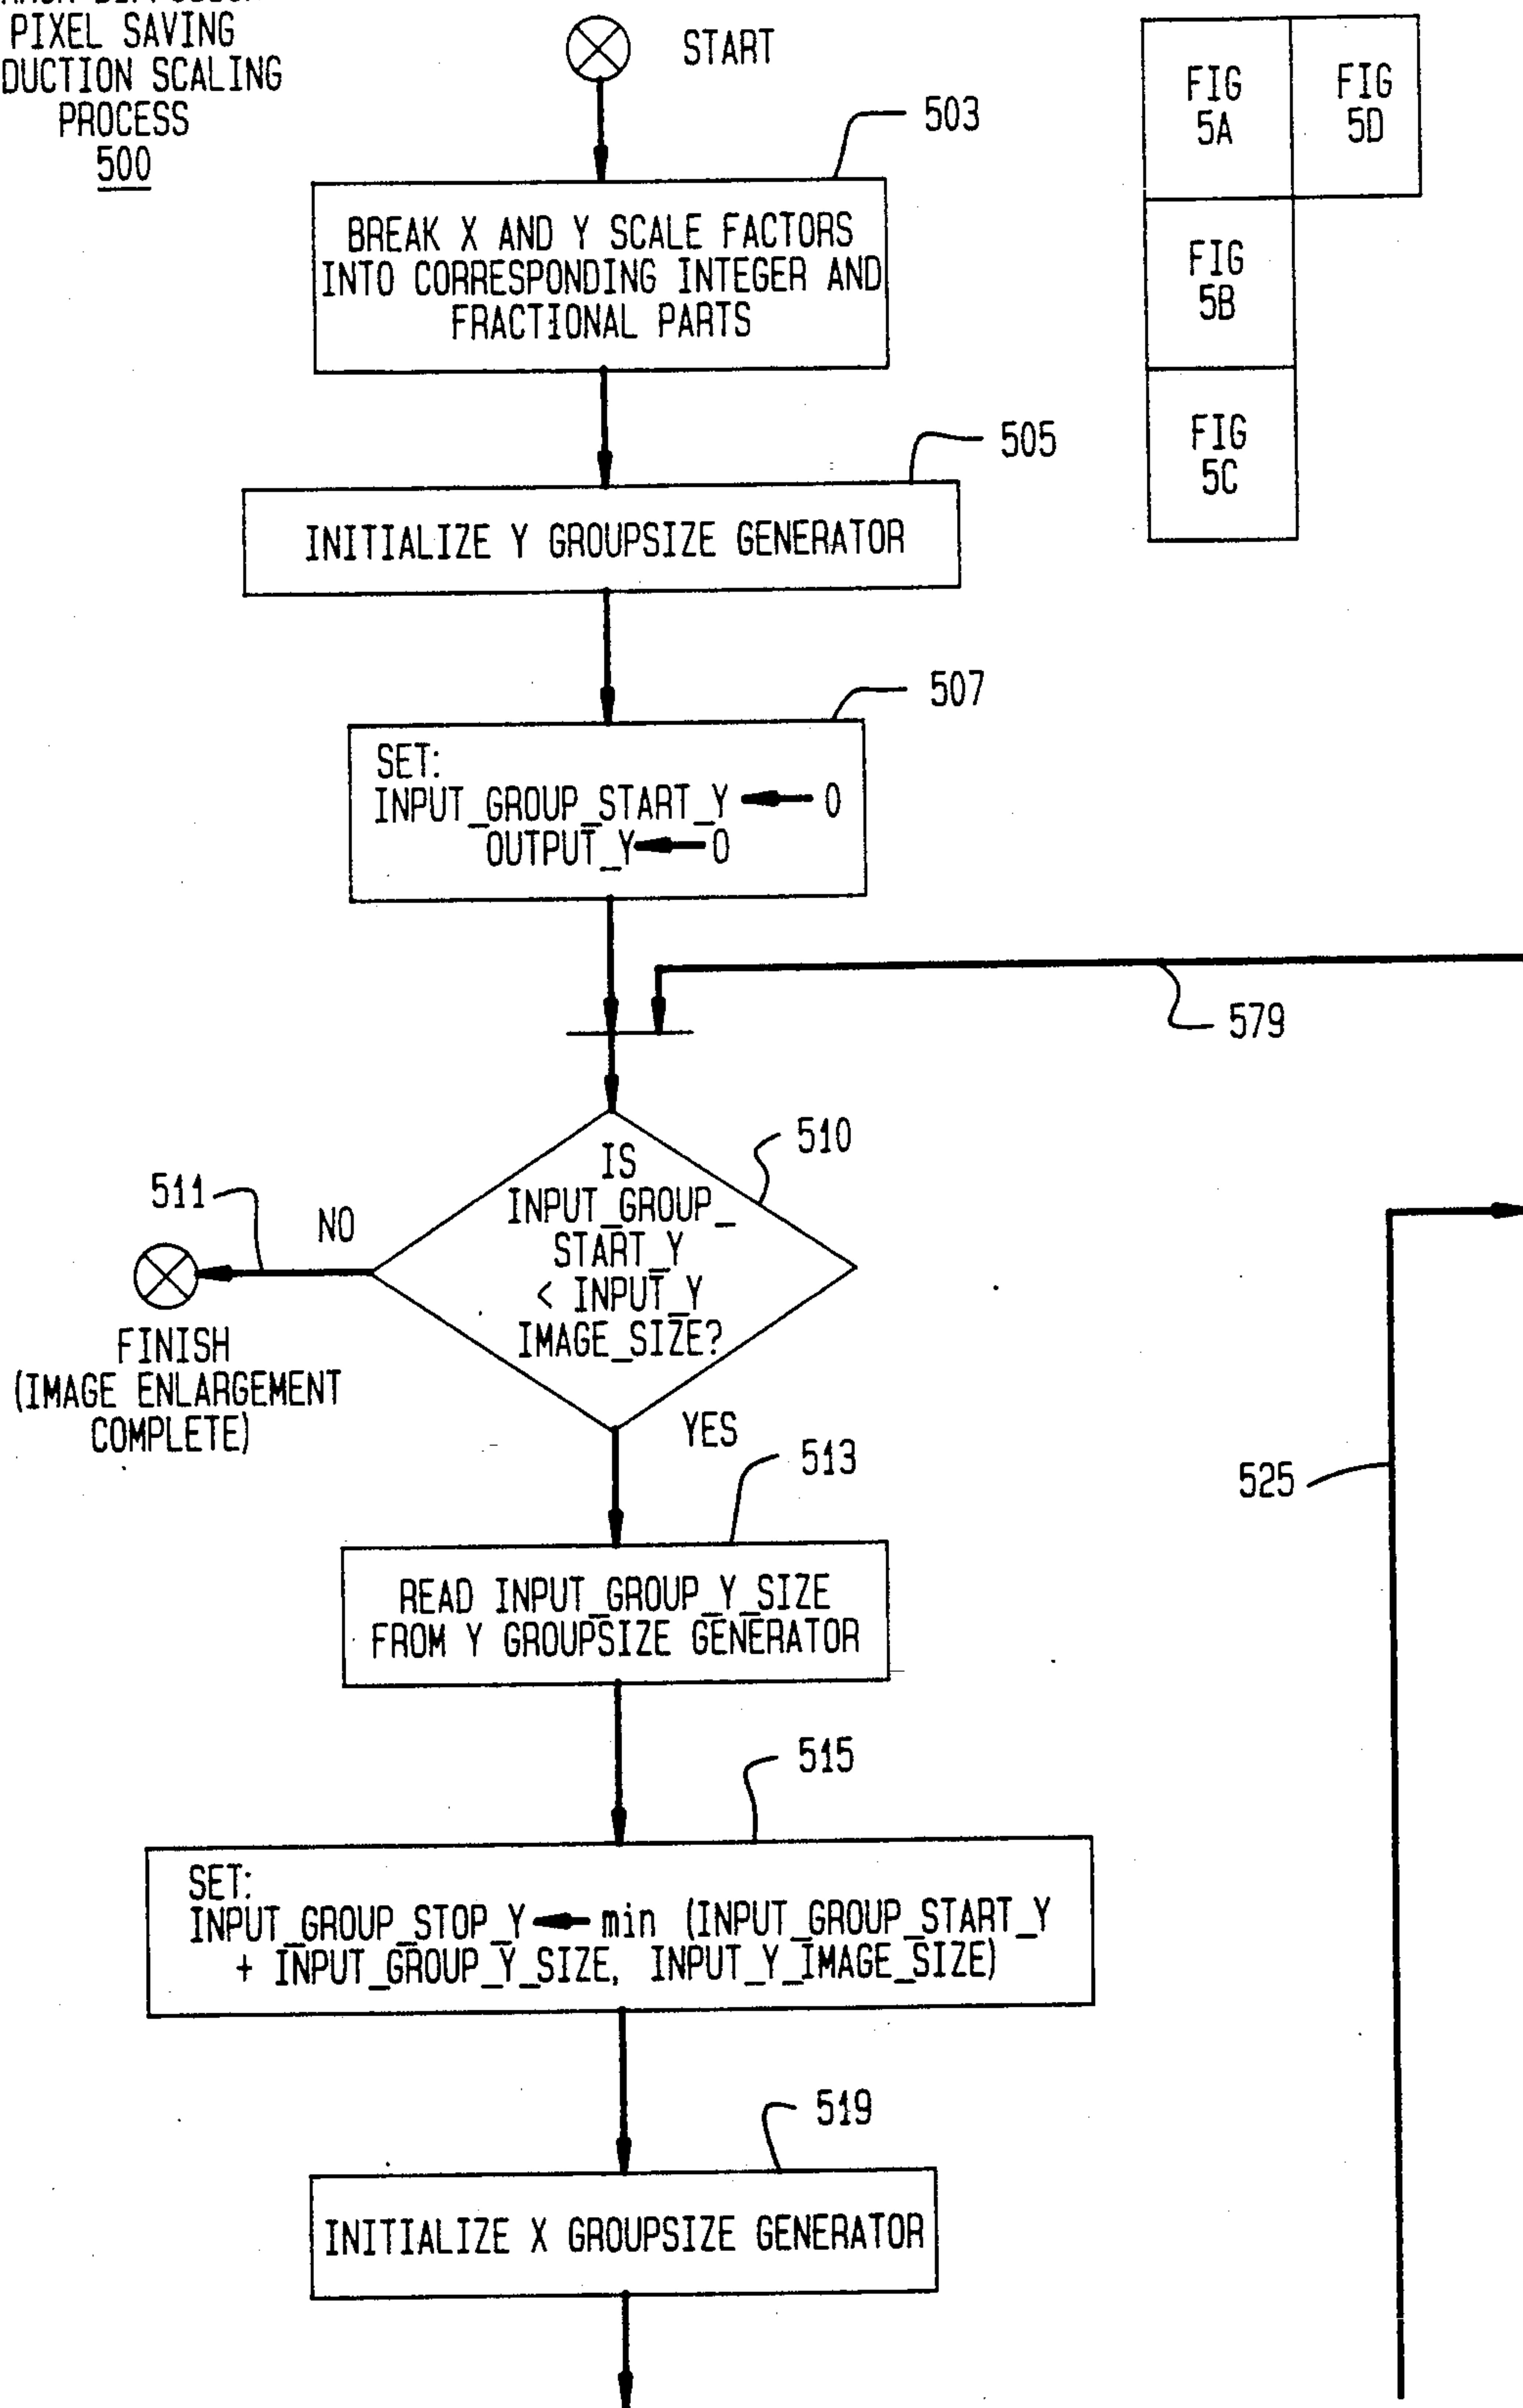 PIXEL SAVING
DUCTION SCALING
PROCESS
500
START
503
BREAK X AND Y SCALE FACTORS
INTO CORRESPONDING INTEGER AND
FRACTIONAL PARTS
FIG
5A
FIG
5D
FIG
5B
FIG
5C
505
INITIALIZE Y GROUPSIZE GENERATOR
507
SET:
INPUT_GROUP_START_Y ← 0
OUTPUT_Y ← 0
579
510
IS
INPUT_GROUP_
START_Y
< INPUT_Y
IMAGE_SIZE?
511
NO
FINISH
(IMAGE ENLARGEMENT
COMPLETE)
YES
513
READ INPUT_GROUP_Y_SIZE
FROM Y GROUPSIZE GENERATOR
525
515
SET:
INPUT_GROUP_STOP_Y ← min (INPUT_GROUP_START_Y
+ INPUT_GROUP_Y_SIZE, INPUT_Y_IMAGE_SIZE)
519
INITIALIZE X GROUPSIZE GENERATOR